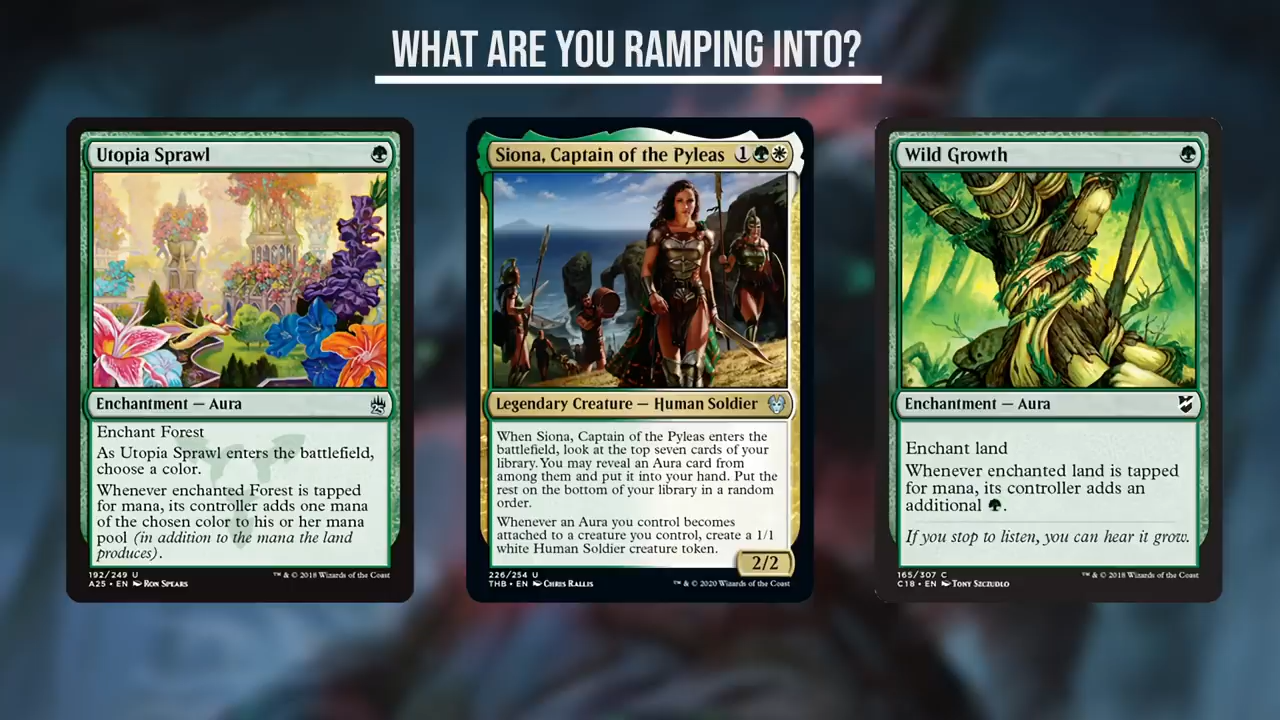 WHAT ARE YOU RAMPING INTO?
Utopia Sprawl
Enchantment — Aura
Enchant Forest
As Utopia Sprawl enters the battlefield,
choose a color.
Whenever enchanted Forest is tapped
for mana, its controller adds one mana
of the chosen color to his or her mana
pool (in addition to the mana the land
produces).
192/249 U
A25 • EN Ron Spears
™ & © 2018 Wizards of the Coast
Siona, Captain of the Pyleas 1
Legendary Creature — Human Soldier
When Siona, Captain of the Pyleas enters the
battlefield, look at the top seven cards of your
library. You may reveal an Aura card from
among them and put it into your hand. Put the
rest on the bottom of your library in a random
order.
Whenever an Aura you control becomes
attached to a creature you control, create a 1/1
white Human Soldier creature token.
2/2
226/254 U
THB • EN Chris Rallis
™ & © 2020 Wizards of the Coast
Wild Growth
Enchantment — Aura
Enchant land
Whenever enchanted land is tapped
for mana, its controller adds an
additional .
If you stop to listen, you can hear it grow.
165/307 C
C18 • EN Tony Szczudlo
™ & © 2018 Wizards of the Coast